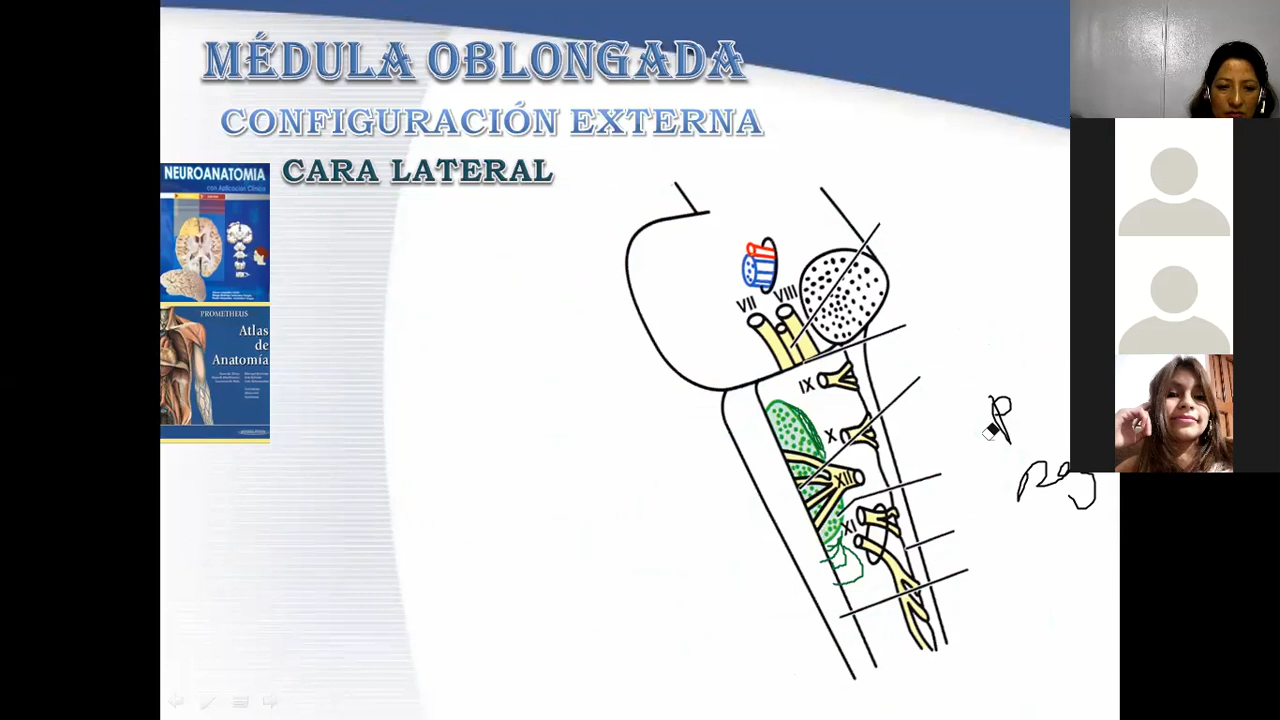 MÉDULA OBLONGADA
CONFIGURACIÓN EXTERNA
CARA LATERAL
NEUROANATOMIA
con Aplicación Clínica
PROMETHEUS
Atlas
de
Anatomía
VII
VIII
IX
X
XII
XI
P